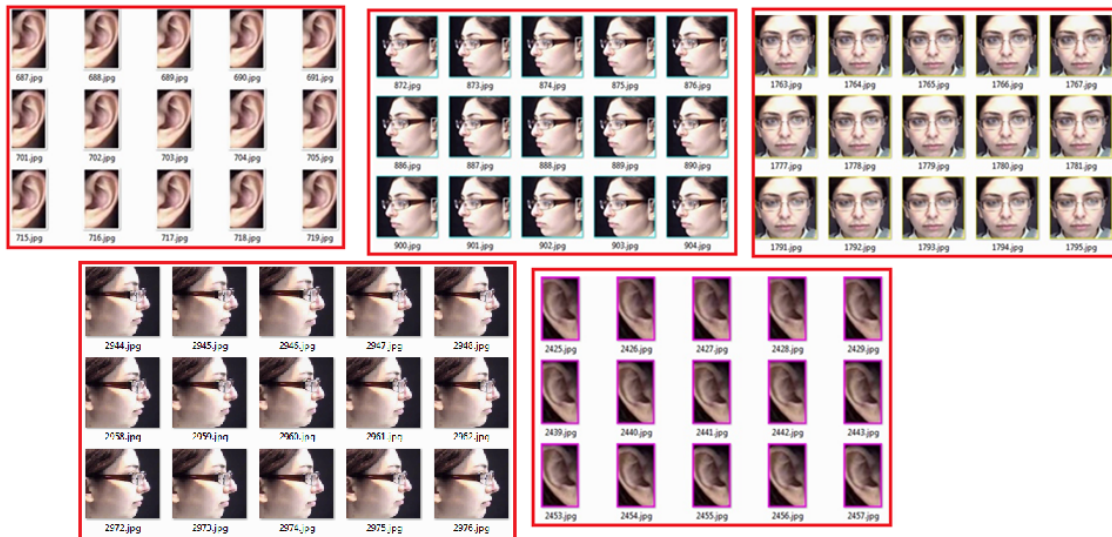 687.jpg 688.jpg 689.jpg 690.jpg 691.jpg
701.jpg 702.jpg 703.jpg 704.jpg 705.jpg
715.jpg 716.jpg 717.jpg 718.jpg 719.jpg
872.jpg 873.jpg 874.jpg 875.jpg 876.jpg
886.jpg 887.jpg 888.jpg 889.jpg 890.jpg
900.jpg 901.jpg 902.jpg 903.jpg 904.jpg
1763.jpg 1764.jpg 1765.jpg 1766.jpg 1767.jpg
1777.jpg 1778.jpg 1779.jpg 1780.jpg 1781.jpg
1791.jpg 1792.jpg 1793.jpg 1794.jpg 1795.jpg
2944.jpg 2945.jpg 2946.jpg 2947.jpg 2948.jpg
2958.jpg 2959.jpg 2960.jpg 2961.jpg 2962.jpg
2972.jpg 2973.jpg 2974.jpg 2975.jpg 2976.jpg
2425.jpg 2426.jpg 2427.jpg 2428.jpg 2429.jpg
2439.jpg 2440.jpg 2441.jpg 2442.jpg 2443.jpg
2453.jpg 2454.jpg 2455.jpg 2456.jpg 2457.jpg